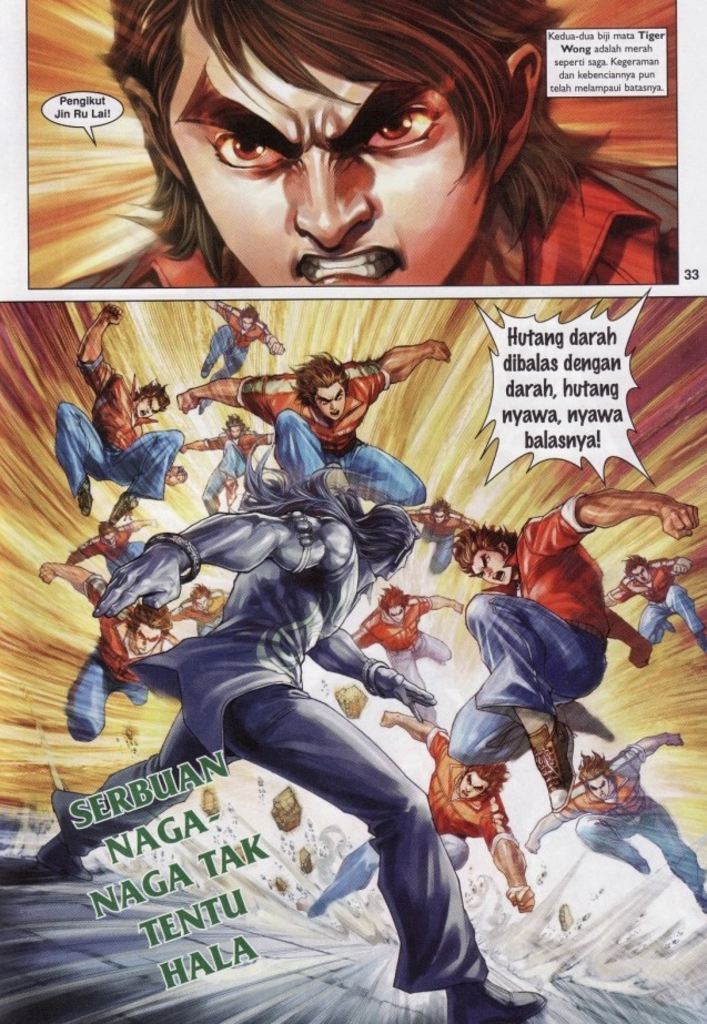 Pengikut
Jin Ru Lai!
Kedua-dua biji mata Tiger
Wong adalah merah
seperti saga. Kegeraman
dan kebenciannya pun
telah melampaui batasnya.
33
Hutang darah
dibalas dengan
darah, hutang
nyawa, nyawa
balasnya!
SERBUAN
NAGA-
NAGA TAK
TENTU
HALA